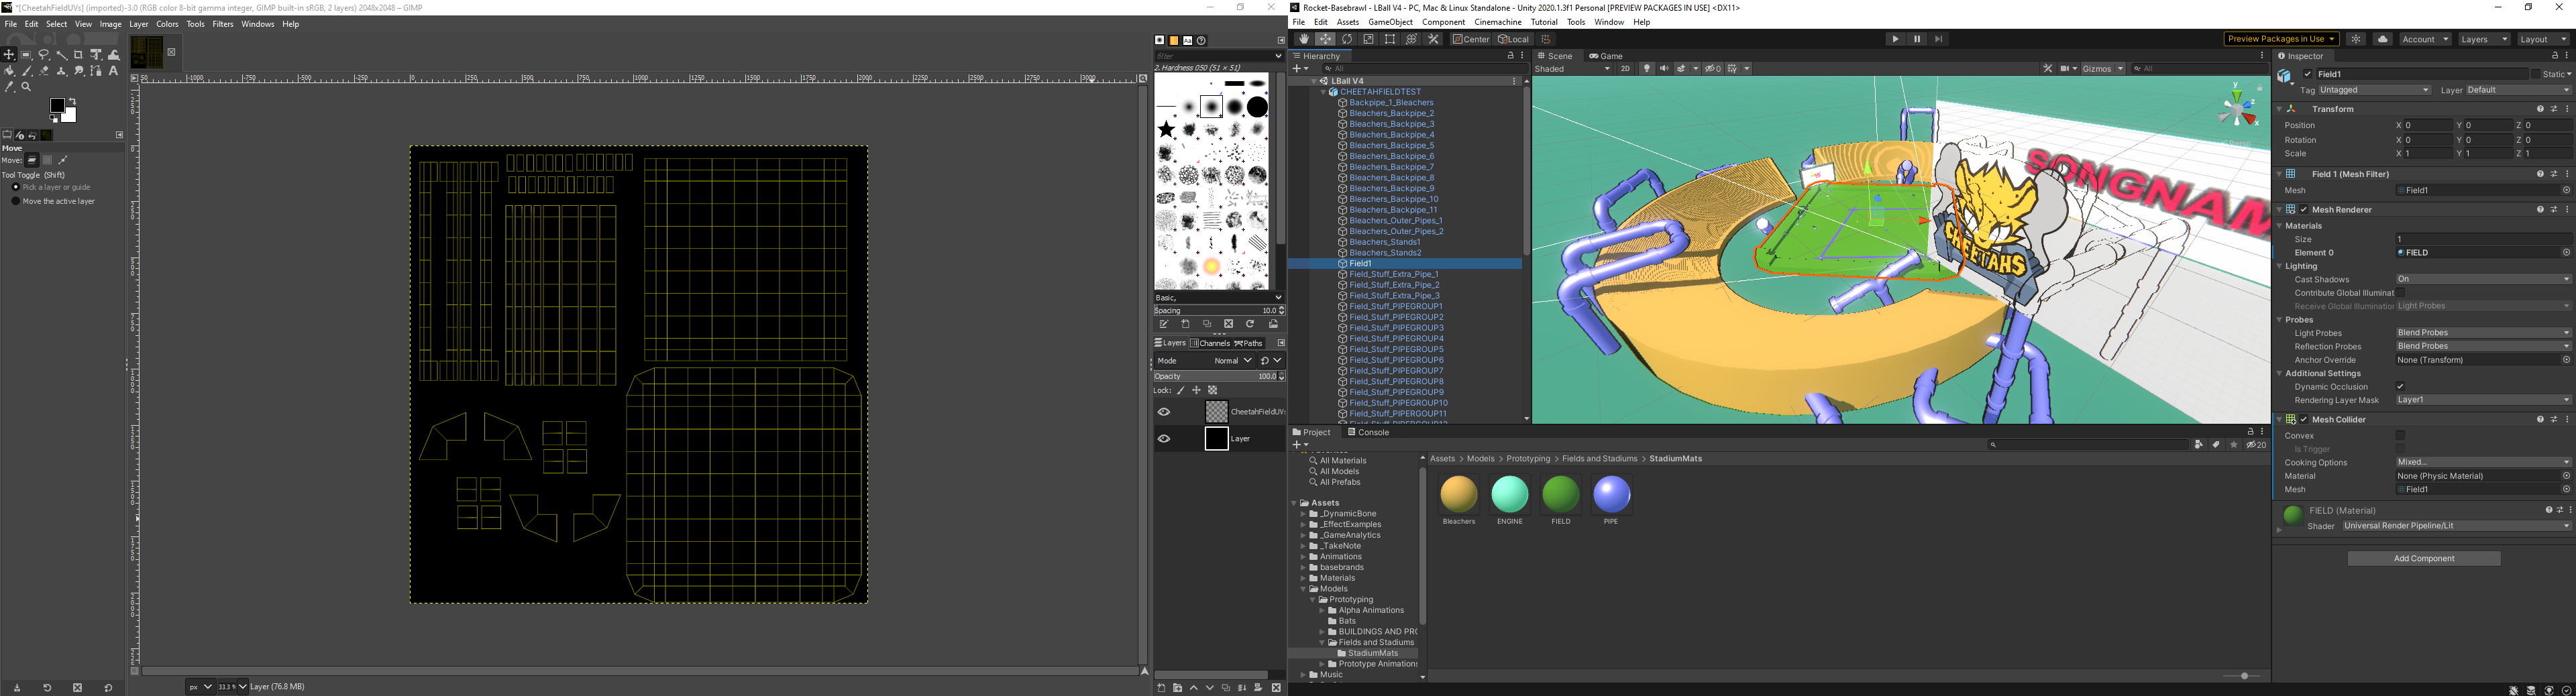 *[CheetahFieldUVs] (imported)-3.0 (RGB color 8-bit gamma integer, GIMP built-in sRGB, 2 layers) 2048x2048 – GIMP
File Edit Select View Image Layer Colors Tools Filters Windows Help
Move
Move:
Tool Toggle (Shift)
Pick a layer or guide
Move the active layer
px 33.3 % Layer (76.8 MB)
filter
2. Hardness 050 (51 × 51)
Basic,
Spacing 10.0
Layers Channels Paths
Mode Normal
Opacity 100.0
Lock:
CheetahFieldUVs
Layer
Rocket-Basebrawl - LBall V4 - PC, Mac & Linux Standalone - Unity 2020.1.3f1 Personal [PREVIEW PACKAGES IN USE] <DX11>
File Edit Assets GameObject Component Cinemachine Tutorial Tools Window Help
Center Local
Preview Packages in Use Account Layers Layout
Hierarchy
All
LBall V4
CHEETAHFIELDTEST
Backpipe_1_Bleachers
Bleachers_Backpipe_2
Bleachers_Backpipe_3
Bleachers_Backpipe_4
Bleachers_Backpipe_5
Bleachers_Backpipe_6
Bleachers_Backpipe_7
Bleachers_Backpipe_8
Bleachers_Backpipe_9
Bleachers_Backpipe_10
Bleachers_Backpipe_11
Bleachers_Outer_Pipes_1
Bleachers_Outer_Pipes_2
Bleachers_Stands1
Bleachers_Stands2
Field1
Field_Stuff_Extra_Pipe_1
Field_Stuff_Extra_Pipe_2
Field_Stuff_Extra_Pipe_3
Field_Stuff_PIPEGROUP1
Field_Stuff_PIPEGROUP2
Field_Stuff_PIPEGROUP3
Field_Stuff_PIPEGROUP4
Field_Stuff_PIPEGROUP5
Field_Stuff_PIPEGROUP6
Field_Stuff_PIPEGROUP7
Field_Stuff_PIPEGROUP8
Field_Stuff_PIPEGROUP9
Field_Stuff_PIPEGROUP10
Field_Stuff_PIPERGOUP11
Scene Game
Shaded 2D 0 Gizmos All
SONGNAM
CHEETAHS
Project Console
20
All Materials
All Models
All Prefabs
Assets
_DynamicBone
_EffectExamples
_GameAnalytics
_TakeNote
Animations
basebrands
Materials
Models
Prototyping
Alpha Animations
Bats
BUILDINGS AND PRO
Fields and Stadiums
StadiumMats
Prototype Animations
Music
Assets > Models > Prototyping > Fields and Stadiums > StadiumMats
Bleachers ENGINE FIELD PIPE
Inspector
Field1 Static
Tag Untagged Layer Default
Transform
Position X 0 Y 0 Z 0
Rotation X 0 Y 0 Z 0
Scale X 1 Y 1 Z 1
Field 1 (Mesh Filter)
Mesh Field1
Mesh Renderer
Materials
Size 1
Element 0 FIELD
Lighting
Cast Shadows On
Contribute Global Illuminat
Receive Global Illumination Light Probes
Probes
Light Probes Blend Probes
Reflection Probes Blend Probes
Anchor Override None (Transform)
Additional Settings
Dynamic Occlusion
Rendering Layer Mask Layer1
Mesh Collider
Convex
Is Trigger
Cooking Options Mixed...
Material None (Physic Material)
Mesh Field1
FIELD (Material)
Shader Universal Render Pipeline/Lit
Add Component